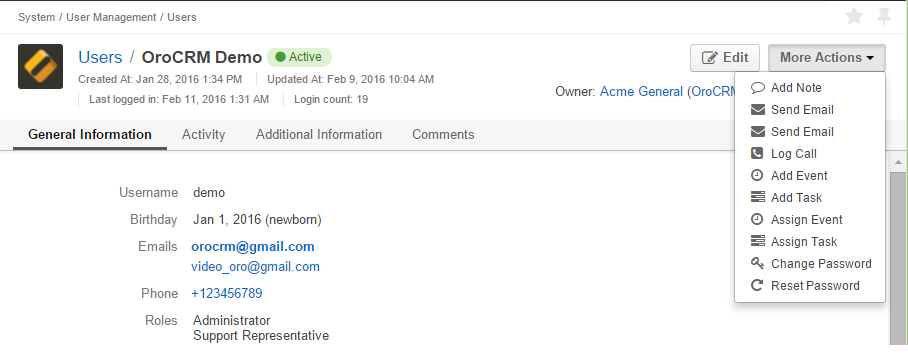 System / User Management / Users
Users / OroCRM Demo Active
Edit
More Actions
Created At: Jan 28, 2016 1:34 PM Updated At: Feb 9, 2016 10:04 AM
Last logged in: Feb 11, 2016 1:31 AM Login count: 19
Owner: Acme General (OroCRM
Add Note
Send Email
Send Email
Log Call
Add Event
Add Task
Assign Event
Assign Task
Change Password
Reset Password
General Information Activity Additional Information Comments
Username demo
Birthday Jan 1, 2016 (newborn)
Emails orocrm@gmail.com
video_oro@gmail.com
Phone +123456789
Roles Administrator
Support Representative